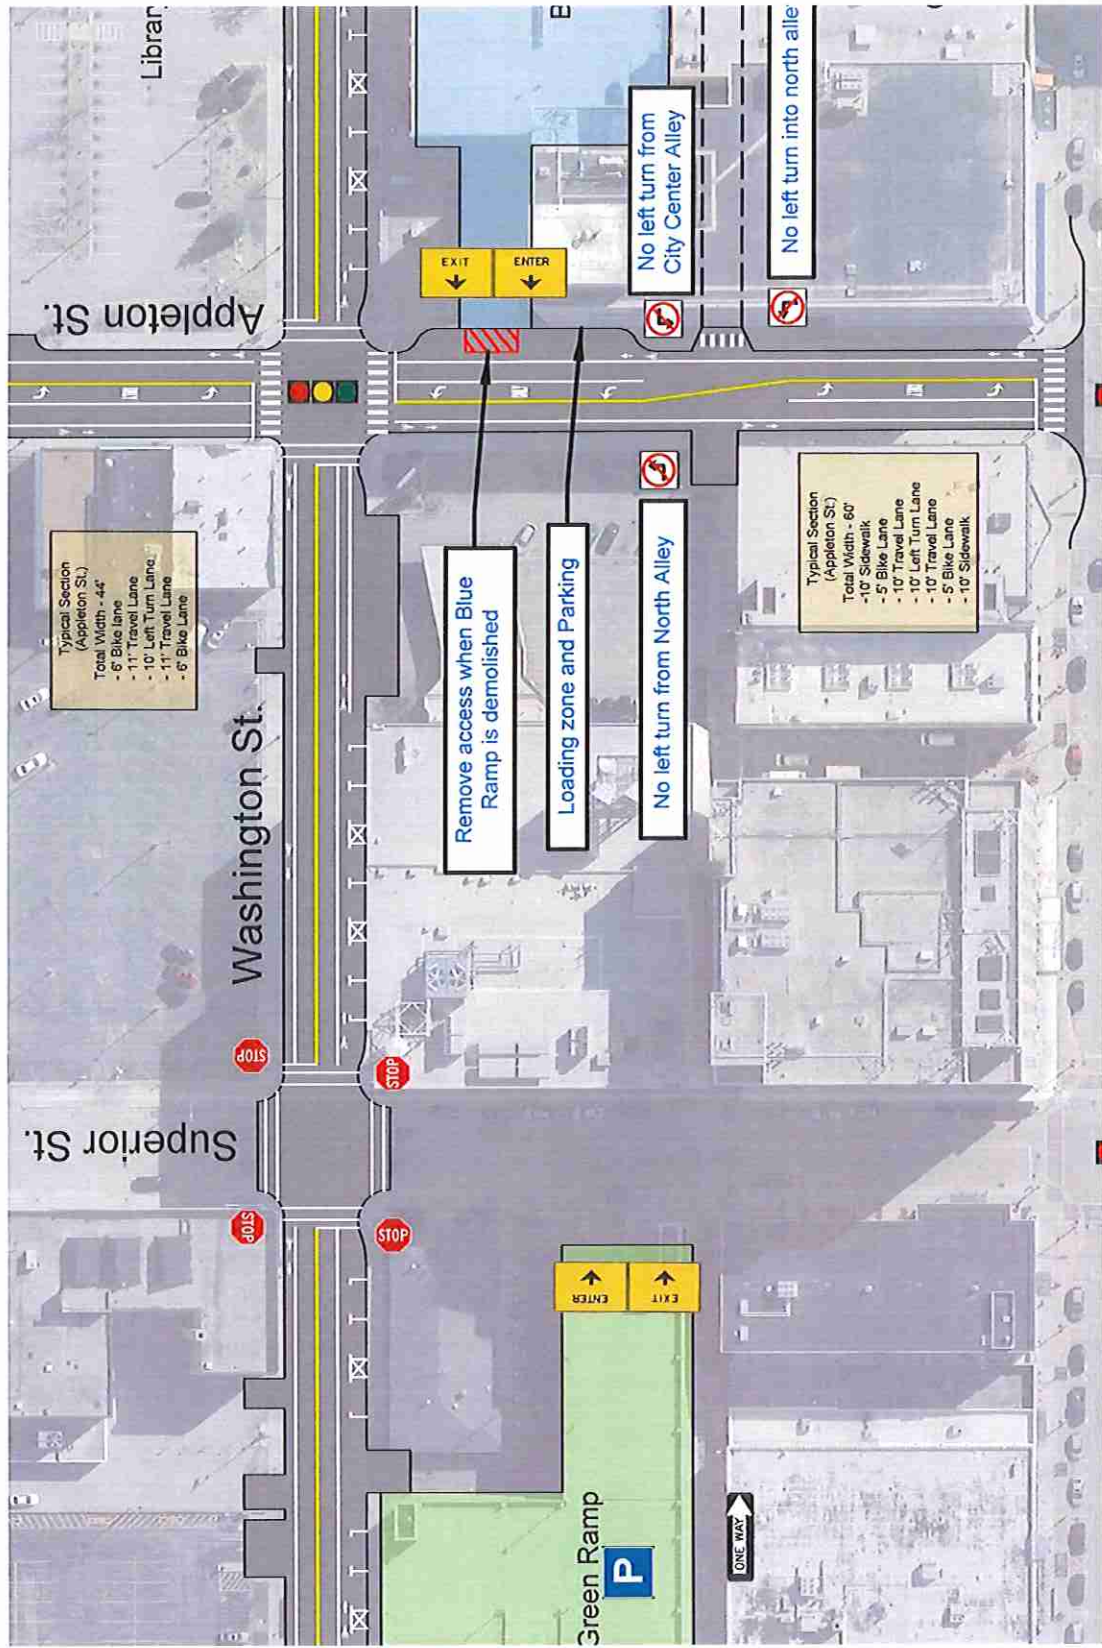 Appleton St.
Superior St.
Washington St.
Typical Section
(Appleton St.)
Total Width - 44'
- 6' Bike lane
- 11' Travel Lane
- 10' Left Turn Lane
- 11' Travel Lane
- 6' Bike Lane
EXIT
ENTER
No left turn from
City Center Alley
No left turn into north
Remove access when Blue
Ramp is demolished
Loading zone and Parking
No left turn from North Alley
Typical Section
(Appleton St.)
Total Width - 60'
-10' Sidewalk
- 5' Bike Lane
- 10' Travel Lane
- 10' Left Turn Lane
- 10' Travel Lane
- 5' Bike Lane
- 10' Sidewalk
STOP
STOP
STOP
STOP
ENTER
EXIT
Green Ramp
P
ONE WAY